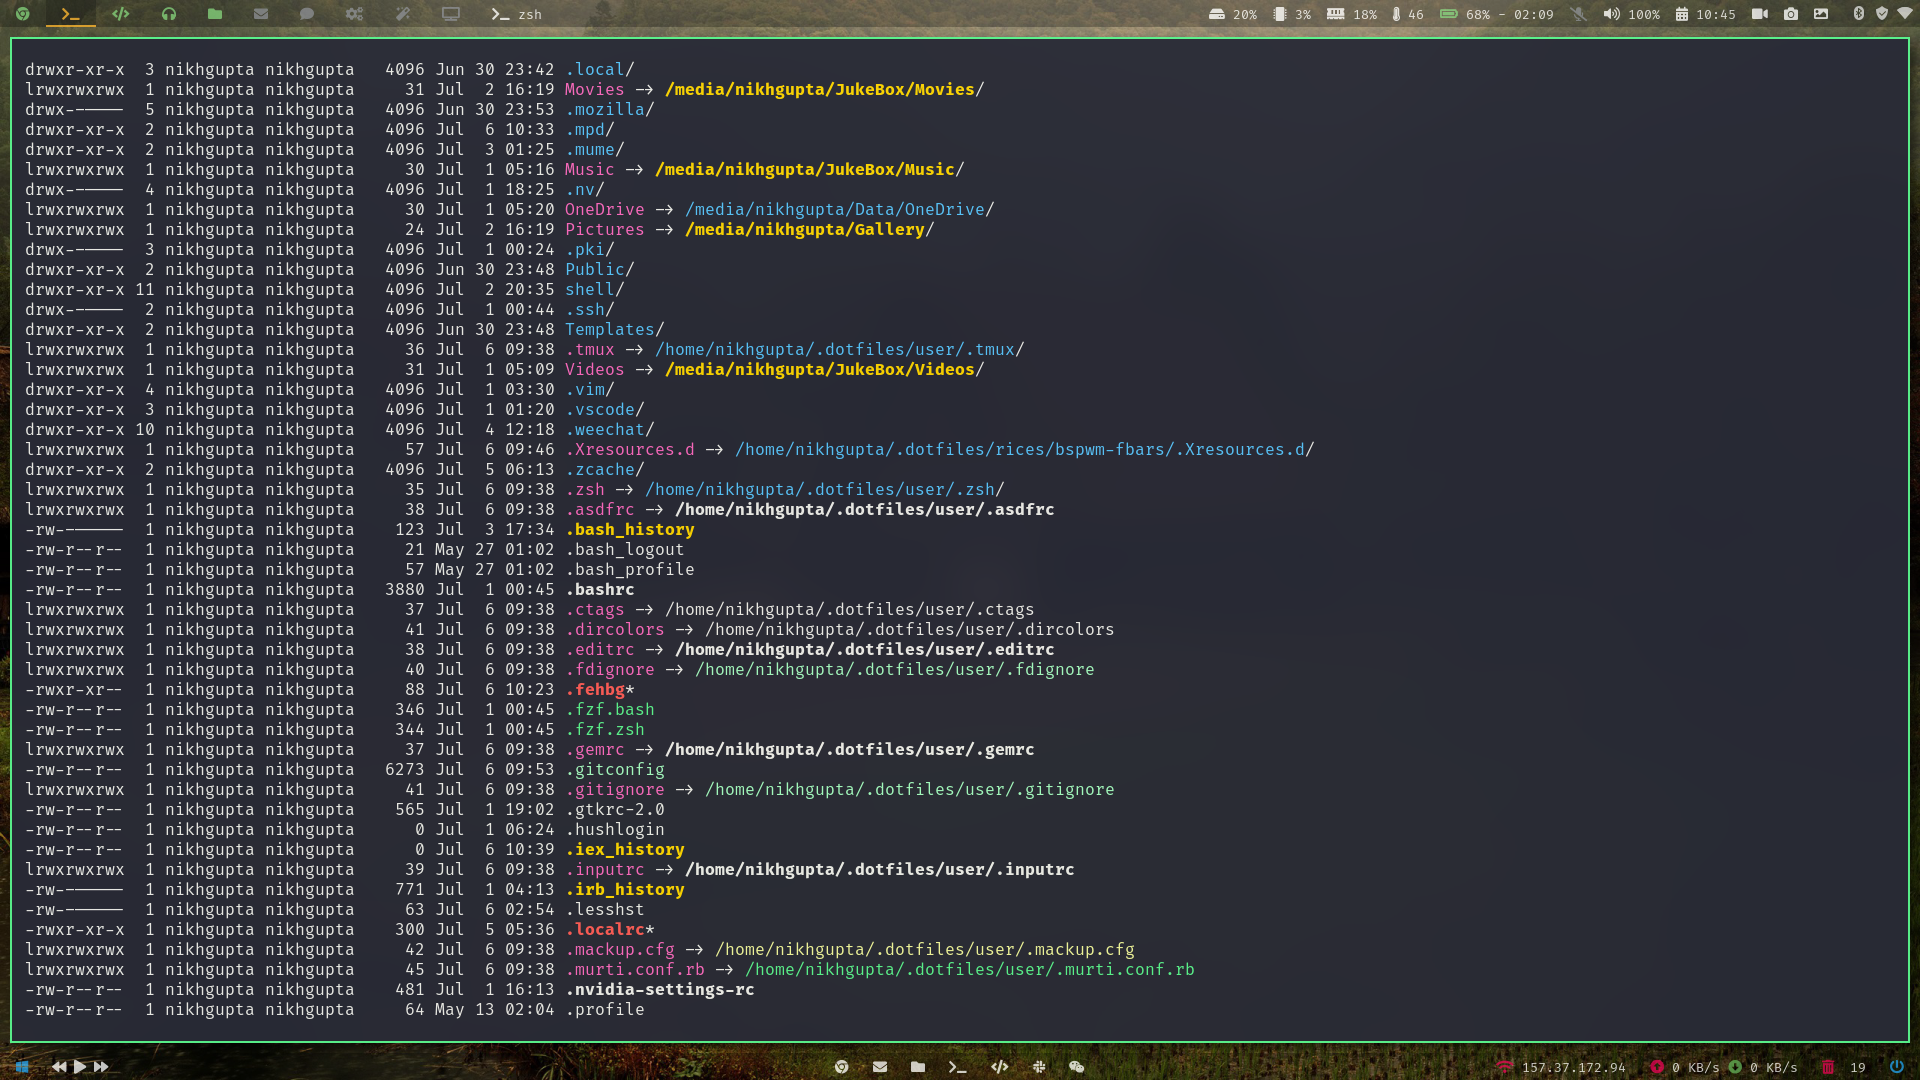 zsh 20% 3% 18% 46 68% - 02:09 100% 10:45
drwxr-xr-x 3 nikhgupta nikhgupta 4096 Jun 30 23:42 .local/
lrwxrwxrwx 1 nikhgupta nikhgupta 31 Jul 2 16:19 Movies -> /media/nikhgupta/JukeBox/Movies/
drwx------ 5 nikhgupta nikhgupta 4096 Jun 30 23:53 .mozilla/
drwxr-xr-x 2 nikhgupta nikhgupta 4096 Jul 6 10:33 .mpd/
drwxr-xr-x 2 nikhgupta nikhgupta 4096 Jul 3 01:25 .mume/
lrwxrwxrwx 1 nikhgupta nikhgupta 30 Jul 1 05:16 Music -> /media/nikhgupta/JukeBox/Music/
drwx------ 4 nikhgupta nikhgupta 4096 Jul 1 18:25 .nv/
lrwxrwxrwx 1 nikhgupta nikhgupta 30 Jul 1 05:20 OneDrive -> /media/nikhgupta/Data/OneDrive/
lrwxrwxrwx 1 nikhgupta nikhgupta 24 Jul 2 16:19 Pictures -> /media/nikhgupta/Gallery/
drwx------ 3 nikhgupta nikhgupta 4096 Jul 1 00:24 .pki/
drwxr-xr-x 2 nikhgupta nikhgupta 4096 Jun 30 23:48 Public/
drwxr-xr-x 11 nikhgupta nikhgupta 4096 Jul 2 20:35 shell/
drwx------ 2 nikhgupta nikhgupta 4096 Jul 1 00:44 .ssh/
drwxr-xr-x 2 nikhgupta nikhgupta 4096 Jun 30 23:48 Templates/
lrwxrwxrwx 1 nikhgupta nikhgupta 36 Jul 6 09:38 .tmux -> /home/nikhgupta/.dotfiles/user/.tmux/
lrwxrwxrwx 1 nikhgupta nikhgupta 31 Jul 1 05:09 Videos -> /media/nikhgupta/JukeBox/Videos/
drwxr-xr-x 4 nikhgupta nikhgupta 4096 Jul 1 03:30 .vim/
drwxr-xr-x 3 nikhgupta nikhgupta 4096 Jul 1 01:20 .vscode/
drwxr-xr-x 10 nikhgupta nikhgupta 4096 Jul 4 12:18 .weechat/
lrwxrwxrwx 1 nikhgupta nikhgupta 57 Jul 6 09:46 .Xresources.d -> /home/nikhgupta/.dotfiles/rices/bspwm-fbars/.Xresources.d/
drwxr-xr-x 2 nikhgupta nikhgupta 4096 Jul 5 06:13 .zcache/
lrwxrwxrwx 1 nikhgupta nikhgupta 35 Jul 6 09:38 .zsh -> /home/nikhgupta/.dotfiles/user/.zsh/
lrwxrwxrwx 1 nikhgupta nikhgupta 38 Jul 6 09:38 .asdfrc -> /home/nikhgupta/.dotfiles/user/.asdfrc
-rw------- 1 nikhgupta nikhgupta 123 Jul 3 17:34 .bash_history
-rw-r--r-- 1 nikhgupta nikhgupta 21 May 27 01:02 .bash_logout
-rw-r--r-- 1 nikhgupta nikhgupta 57 May 27 01:02 .bash_profile
-rw-r--r-- 1 nikhgupta nikhgupta 3880 Jul 1 00:45 .bashrc
lrwxrwxrwx 1 nikhgupta nikhgupta 37 Jul 6 09:38 .ctags -> /home/nikhgupta/.dotfiles/user/.ctags
lrwxrwxrwx 1 nikhgupta nikhgupta 41 Jul 6 09:38 .dircolors -> /home/nikhgupta/.dotfiles/user/.dircolors
lrwxrwxrwx 1 nikhgupta nikhgupta 38 Jul 6 09:38 .editrc -> /home/nikhgupta/.dotfiles/user/.editrc
lrwxrwxrwx 1 nikhgupta nikhgupta 40 Jul 6 09:38 .fdignore -> /home/nikhgupta/.dotfiles/user/.fdignore
-rwxr-xr-- 1 nikhgupta nikhgupta 88 Jul 6 10:23 .fehbg*
-rw-r--r-- 1 nikhgupta nikhgupta 346 Jul 1 00:45 .fzf.bash
-rw-r--r-- 1 nikhgupta nikhgupta 344 Jul 1 00:45 .fzf.zsh
lrwxrwxrwx 1 nikhgupta nikhgupta 37 Jul 6 09:38 .gemrc -> /home/nikhgupta/.dotfiles/user/.gemrc
-rw-r--r-- 1 nikhgupta nikhgupta 6273 Jul 6 09:53 .gitconfig
lrwxrwxrwx 1 nikhgupta nikhgupta 41 Jul 6 09:38 .gitignore -> /home/nikhgupta/.dotfiles/user/.gitignore
-rw-r--r-- 1 nikhgupta nikhgupta 565 Jul 1 19:02 .gtkrc-2.0
-rw-r--r-- 1 nikhgupta nikhgupta 0 Jul 1 06:24 .hushlogin
-rw-r--r-- 1 nikhgupta nikhgupta 0 Jul 6 10:39 .iex_history
lrwxrwxrwx 1 nikhgupta nikhgupta 39 Jul 6 09:38 .inputrc -> /home/nikhgupta/.dotfiles/user/.inputrc
-rw------- 1 nikhgupta nikhgupta 771 Jul 1 04:13 .irb_history
-rw------- 1 nikhgupta nikhgupta 63 Jul 6 02:54 .lesshst
-rwxr-xr-x 1 nikhgupta nikhgupta 300 Jul 5 05:36 .localrc*
lrwxrwxrwx 1 nikhgupta nikhgupta 42 Jul 6 09:38 .mackup.cfg -> /home/nikhgupta/.dotfiles/user/.mackup.cfg
lrwxrwxrwx 1 nikhgupta nikhgupta 45 Jul 6 09:38 .murti.conf.rb -> /home/nikhgupta/.dotfiles/user/.murti.conf.rb
-rw-r--r-- 1 nikhgupta nikhgupta 481 Jul 1 16:13 .nvidia-settings-rc
-rw-r--r-- 1 nikhgupta nikhgupta 64 May 13 02:04 .profile
157.37.172.94 0 KB/s 0 KB/s 19